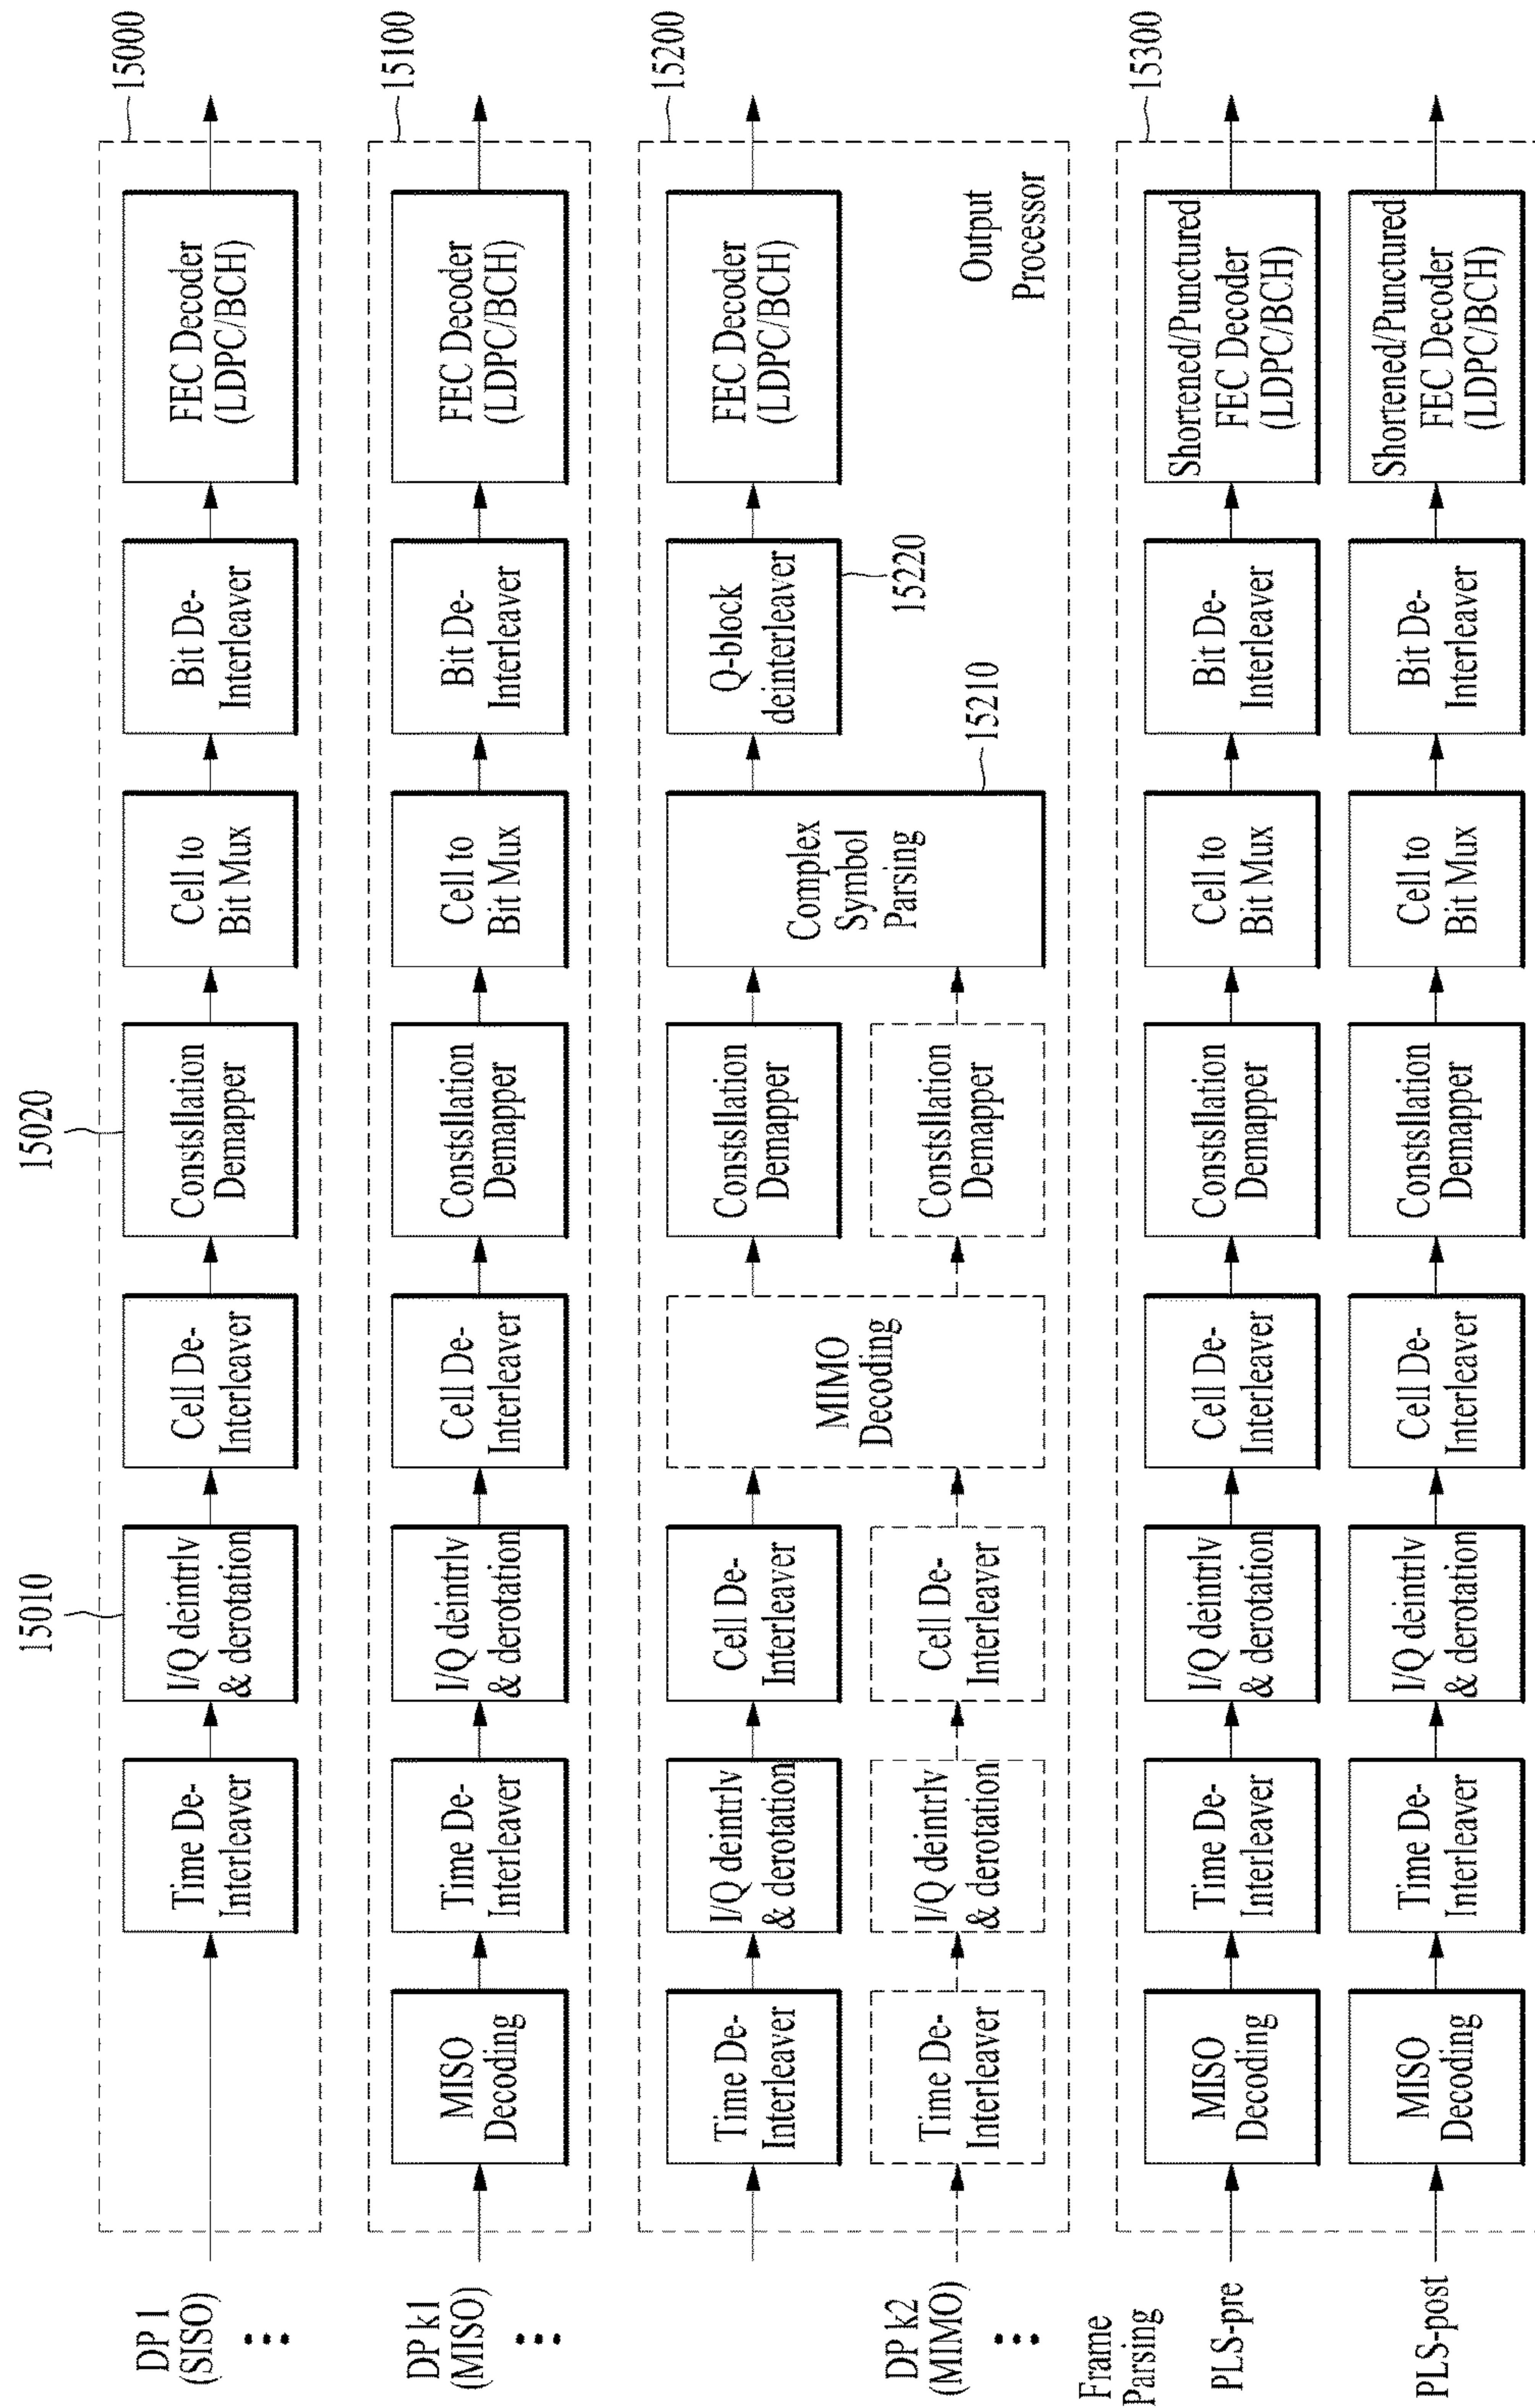 15010
15020
15000
DP 1
(SISO)
Time De-
Interleaver
I/Q deintrlv
& derotation
Cell De-
Interleaver
Constsllation
Demapper
Cell to
Bit Mux
Bit De-
Interleaver
FEC Decoder
(LDPC/BCH)
15100
DP k1
(MISO)
MISO
Decoding
Time De-
Interleaver
I/Q deintrlv
& derotation
Cell De-
Interleaver
Constsllation
Demapper
Cell to
Bit Mux
Bit De-
Interleaver
FEC Decoder
(LDPC/BCH)
15200
Time De-
Interleaver
I/Q deintrlv
& derotation
Cell De-
Interleaver
MIMO
Decoding
Constsllation
Demapper
Complex
Symbol
Parsing
Q-block
deinterleaver
FEC Decoder
(LDPC/BCH)
15220
15210
DP k2
(MIMO)
Time De-
Interleaver
I/Q deintrlv
& derotation
Cell De-
Interleaver
Constsllation
Demapper
Output
Processor
Frame
Parsing
15300
PLS-pre
MISO
Decoding
Time De-
Interleaver
I/Q deintrlv
& derotation
Cell De-
Interleaver
Constsllation
Demapper
Cell to
Bit Mux
Bit De-
Interleaver
Shortened/Punctured
FEC Decoder
(LDPC/BCH)
PLS-post
MISO
Decoding
Time De-
Interleaver
I/Q deintrlv
& derotation
Cell De-
Interleaver
Constsllation
Demapper
Cell to
Bit Mux
Bit De-
Interleaver
Shortened/Punctured
FEC Decoder
(LDPC/BCH)